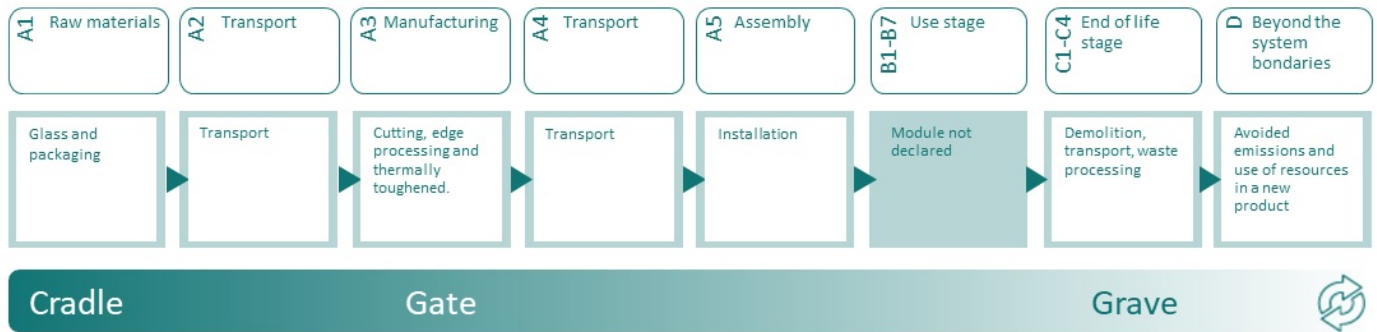 A1 Raw materials
A2 Transport
A3 Manufacturing
A4 Transport
A5 Assembly
B1-B7 Use stage
C1-C4 End of life
stage
D Beyond the
system
bondaries
Glass and
packaging
Transport
Cutting, edge
processing and
thermally
toughened.
Transport
Installation
Module not
declared
Demolition,
transport, waste
processing
Avoided
emissions and
use of resources
in a new
product
Cradle
Gate
Grave